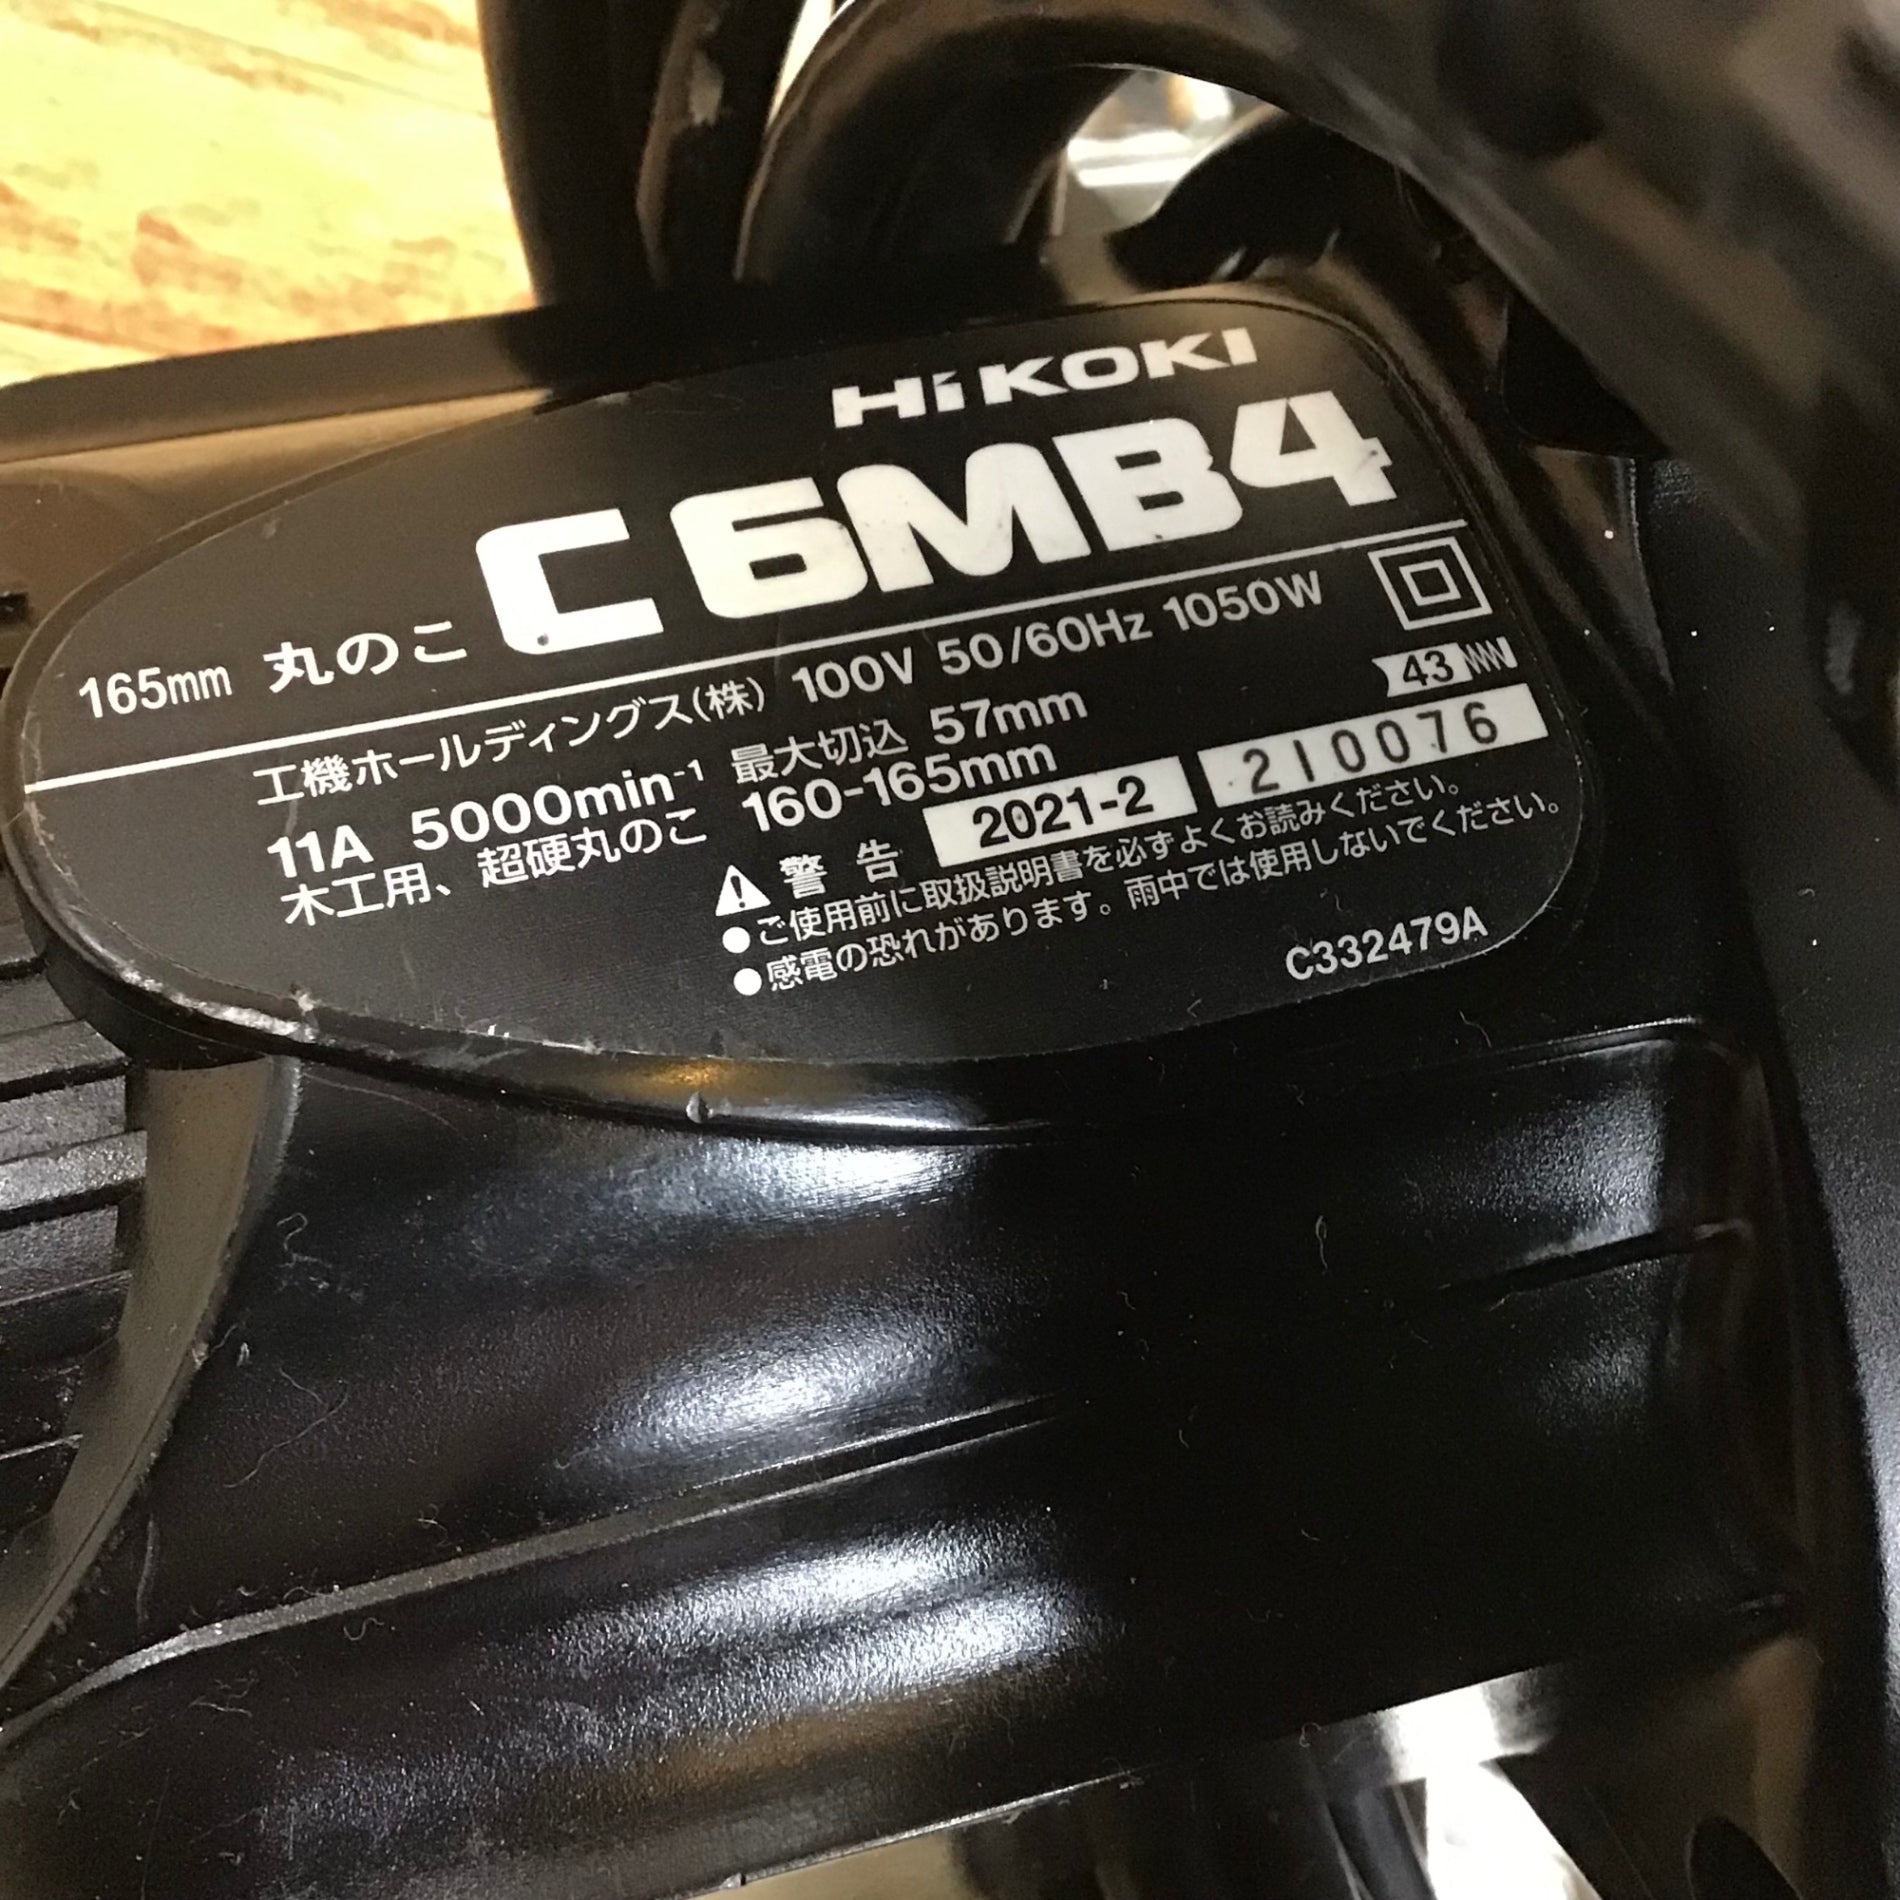 HiKOKI
165mm 丸のこ C6MB4
工機ホールディングス(株) 100V 50/60Hz 1050W
11A 5000min⁻¹ 最大切込 57mm 43
木工用、超硬丸のこ 160-165mm
⚠ 警告 2021-2 210076
●ご使用前に取扱説明書を必ずよくお読みください。
●感電の恐れがあります。雨中では使用しないでください。
C332479A